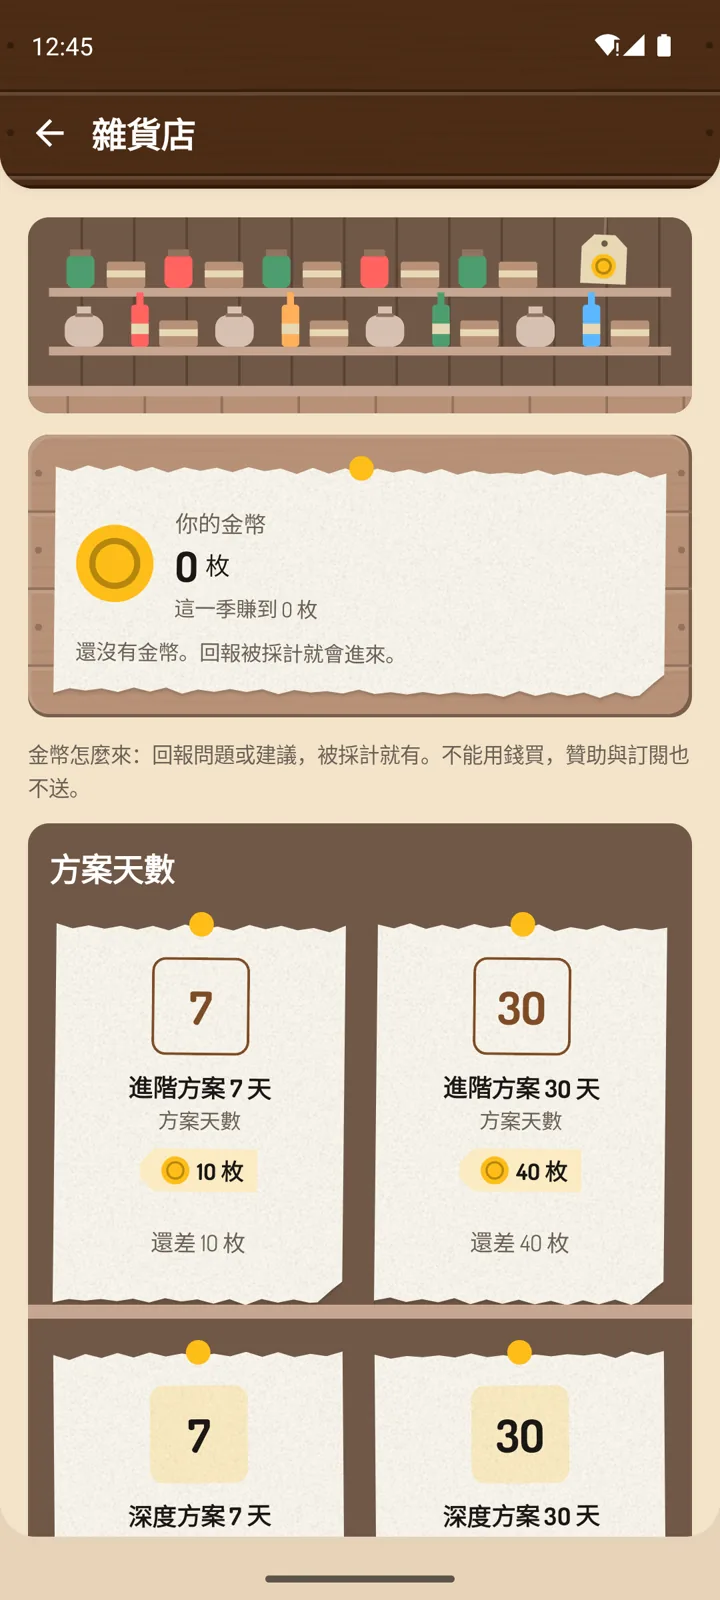 12:45
雜貨店
你的金幣
0 枚
這一季賺到 0 枚
還沒有金幣。回報被採計就會進來。
金幣怎麼來：回報問題或建議，被採計就有。不能用錢買，贊助與訂閱也
不送。
方案天數
7
30
進階方案 7 天
進階方案 30 天
方案天數
方案天數
10 枚
40 枚
還差 10 枚
還差 40 枚
7
30
深度方案 7 天
深度方案 30 天